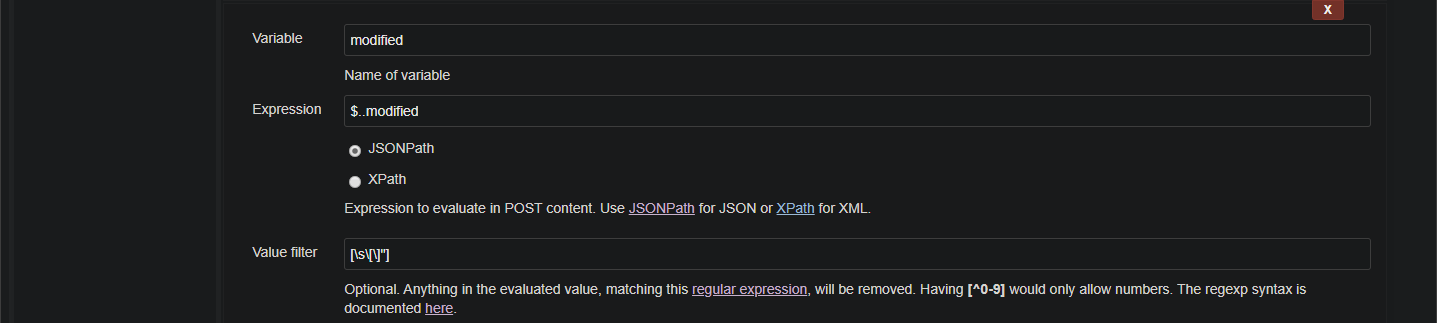 x
Variable
modified
Name of variable
Expression
$..modified
JSONPath
XPath
Expression to evaluate in POST content. Use JSONPath for JSON or XPath for XML.
Value filter
[\s\[\]"]
Optional. Anything in the evaluated value, matching this regular expression, will be removed. Having [^0-9] would only allow numbers. The regexp syntax is
documented here.